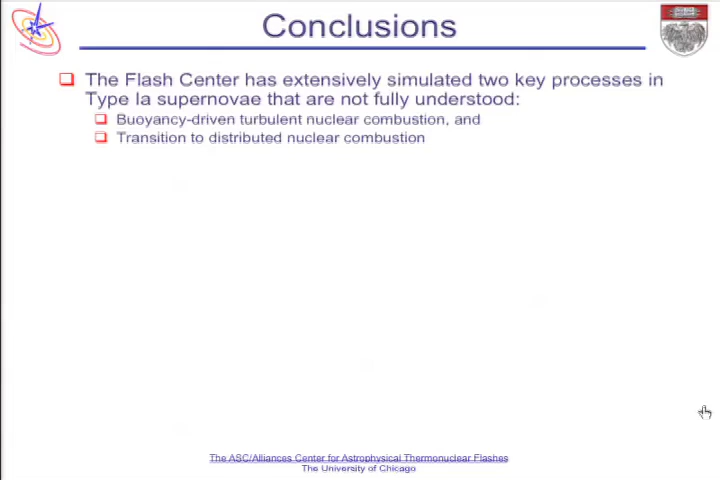 Conclusions
The Flash Center has extensively simulated two key processes in
Type Ia supernovae that are not fully understood:
Buoyancy-driven turbulent nuclear combustion, and
Transition to distributed nuclear combustion
The ASC/Alliances Center for Astrophysical Thermonuclear Flashes
The University of Chicago